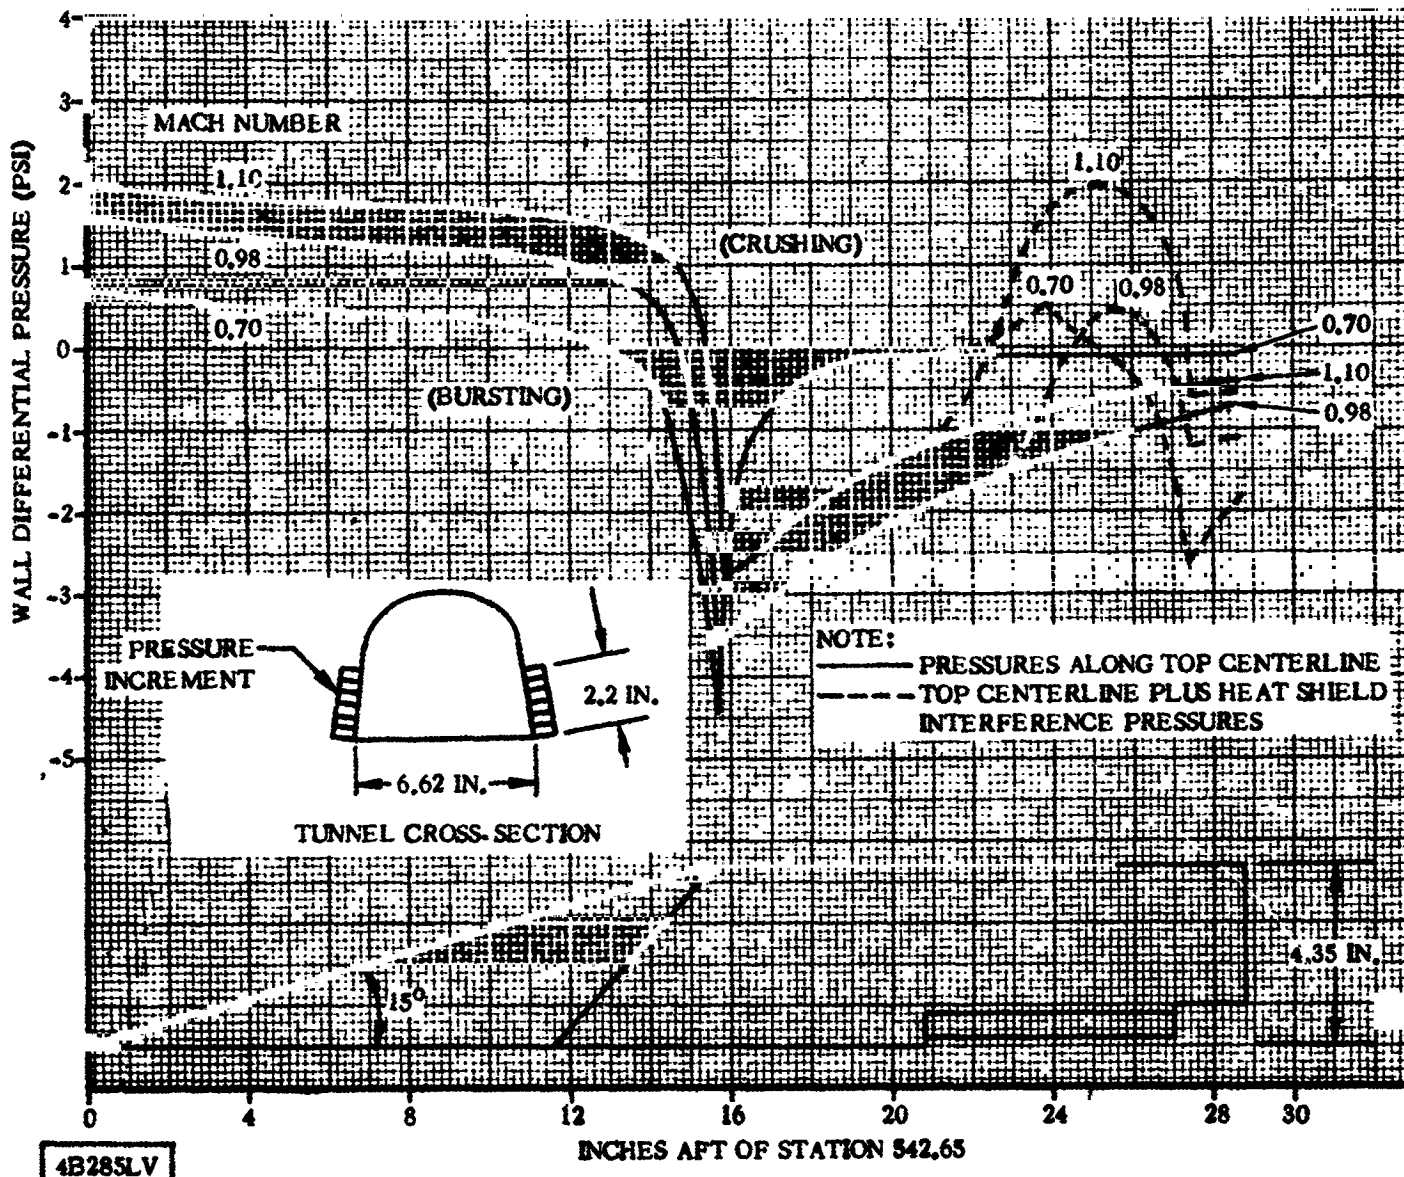 4
3
2
1
0
-1
-2
-3
-4
-5
WALL DIFFERENTIAL PRESSURE (PSI)
MACH NUMBER
1.10
0.98
0.70
(BURSTING)
(CRUSHING)
1.10
0.70
0.98
0.70
1.10
0.98
PRESSURE
INCREMENT
2.2 IN.
6.62 IN.
TUNNEL CROSS-SECTION
NOTE:
PRESSURES ALONG TOP CENTERLINE
TOP CENTERLINE PLUS HEAT SHIELD
INTERFERENCE PRESSURES
15°
4.35 IN.
0 4 8 12 16 20 24 28 30
INCHES AFT OF STATION 542.65
4B285LV